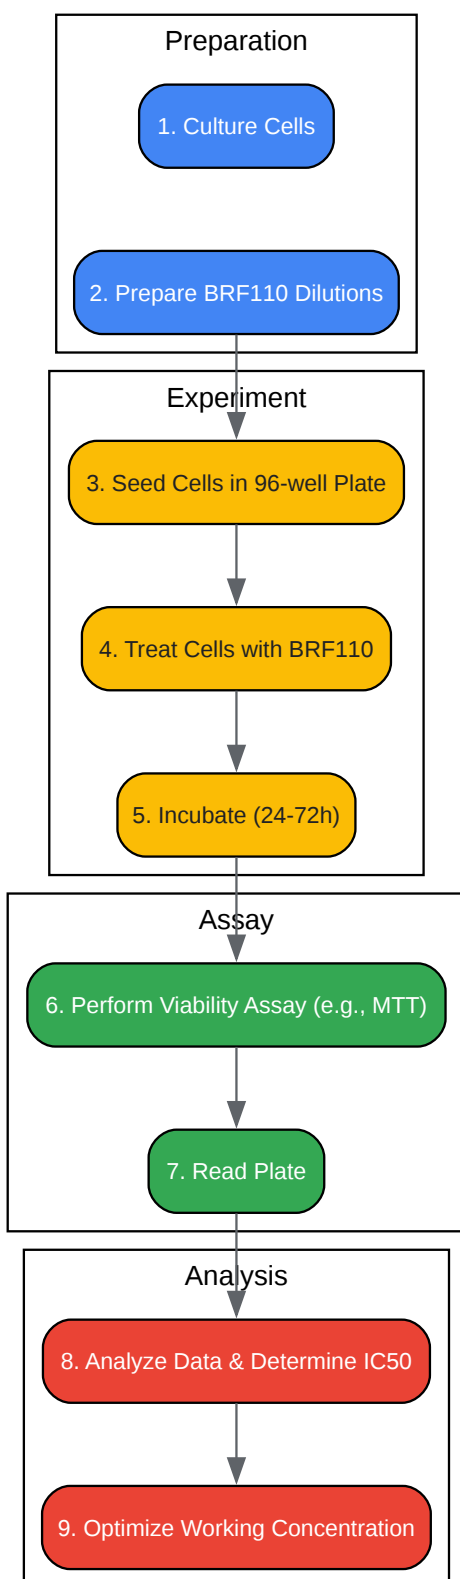 Preparation
1. Culture Cells
2. Prepare BRF110 Dilutions
Experiment
3. Seed Cells in 96-well Plate
4. Treat Cells with BRF110
5. Incubate (24-72h)
Assay
6. Perform Viability Assay (e.g., MTT)
7. Read Plate
Analysis
8. Analyze Data & Determine IC50
9. Optimize Working Concentration